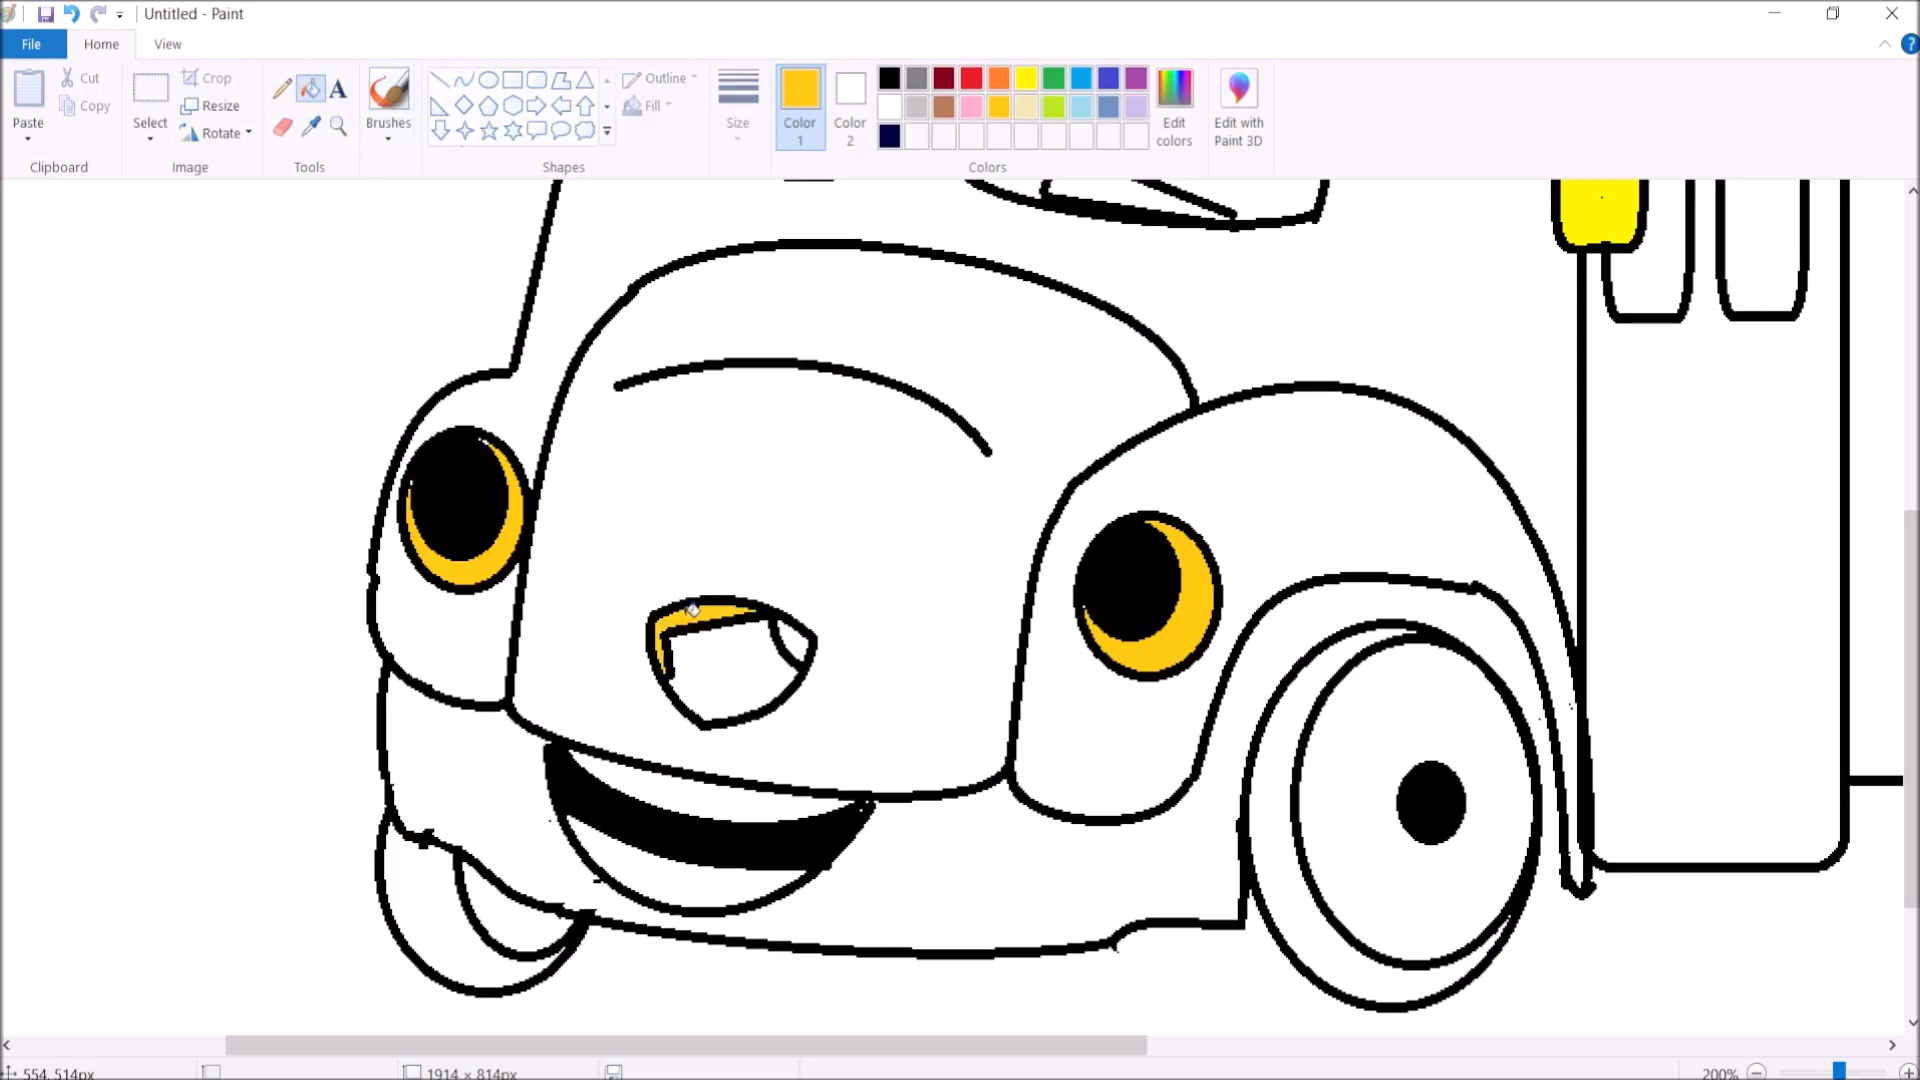 Untitled - Paint
File Home View
Cut
Copy
Paste
Clipboard
Select
Crop
Resize
Rotate
Image
A
Tools
Brushes
Outline
Fill
Shapes
Size
Color
1
Color
2
Colors
Edit
colors
Edit with
Paint 3D
?
554, 514px
1914 × 814px
200%